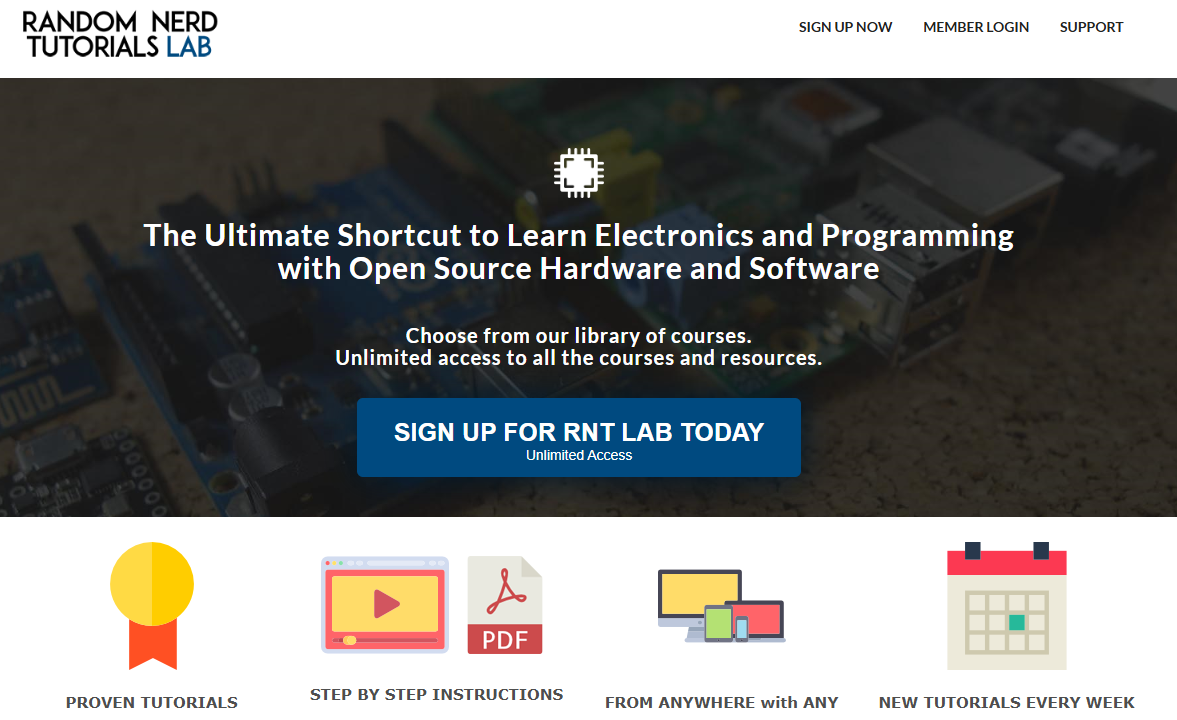 RANDOM NERD
TUTORIALS LAB
SIGN UP NOW
MEMBER LOGIN
SUPPORT
The Ultimate Shortcut to Learn Electronics and Programming
with Open Source Hardware and Software
Choose from our library of courses.
Unlimited access to all the courses and resources.
SIGN UP FOR RNT LAB TODAY
Unlimited Access
PDF
PROVEN TUTORIALS
STEP BY STEP INSTRUCTIONS
FROM ANYWHERE with ANY
NEW TUTORIALS EVERY WEEK